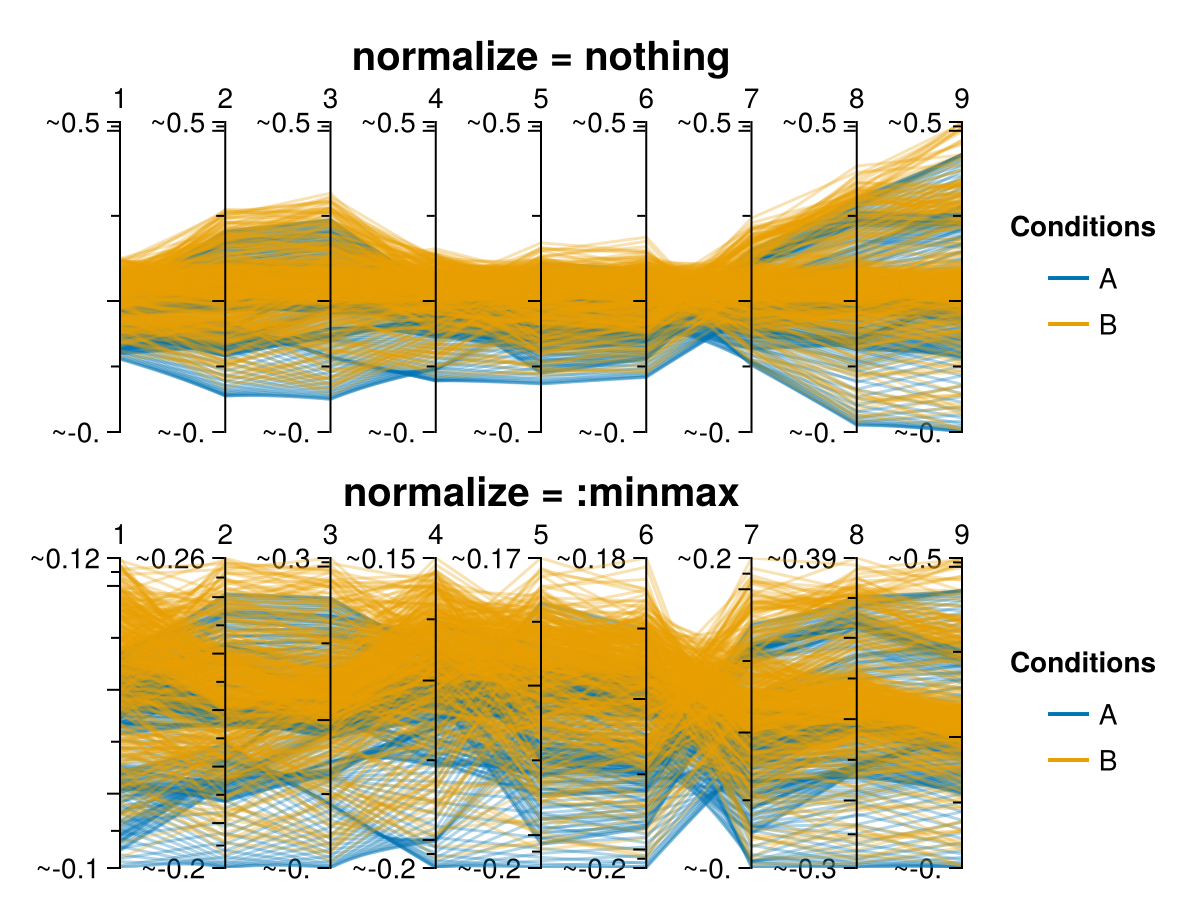 normalize = nothing
1 2 3 4 5 6 7 8 9
~0.5 ~0.5 ~0.5 ~0.5 ~0.5 ~0.5 ~0.5 ~0.5 ~0.5
Conditions
A
B
~-0. ~-0. ~-0. ~-0. ~-0. ~-0. ~-0. ~-0. ~-0.
normalize = :minmax
1 2 3 4 5 6 7 8 9
~0.12 ~0.26 ~0.3 ~0.15 ~0.17 ~0.18 ~0.2 ~0.39 ~0.5
Conditions
A
B
~-0.1 ~-0.2 ~-0. ~-0.2 ~-0.2 ~-0.2 ~-0. ~-0.3 ~-0.